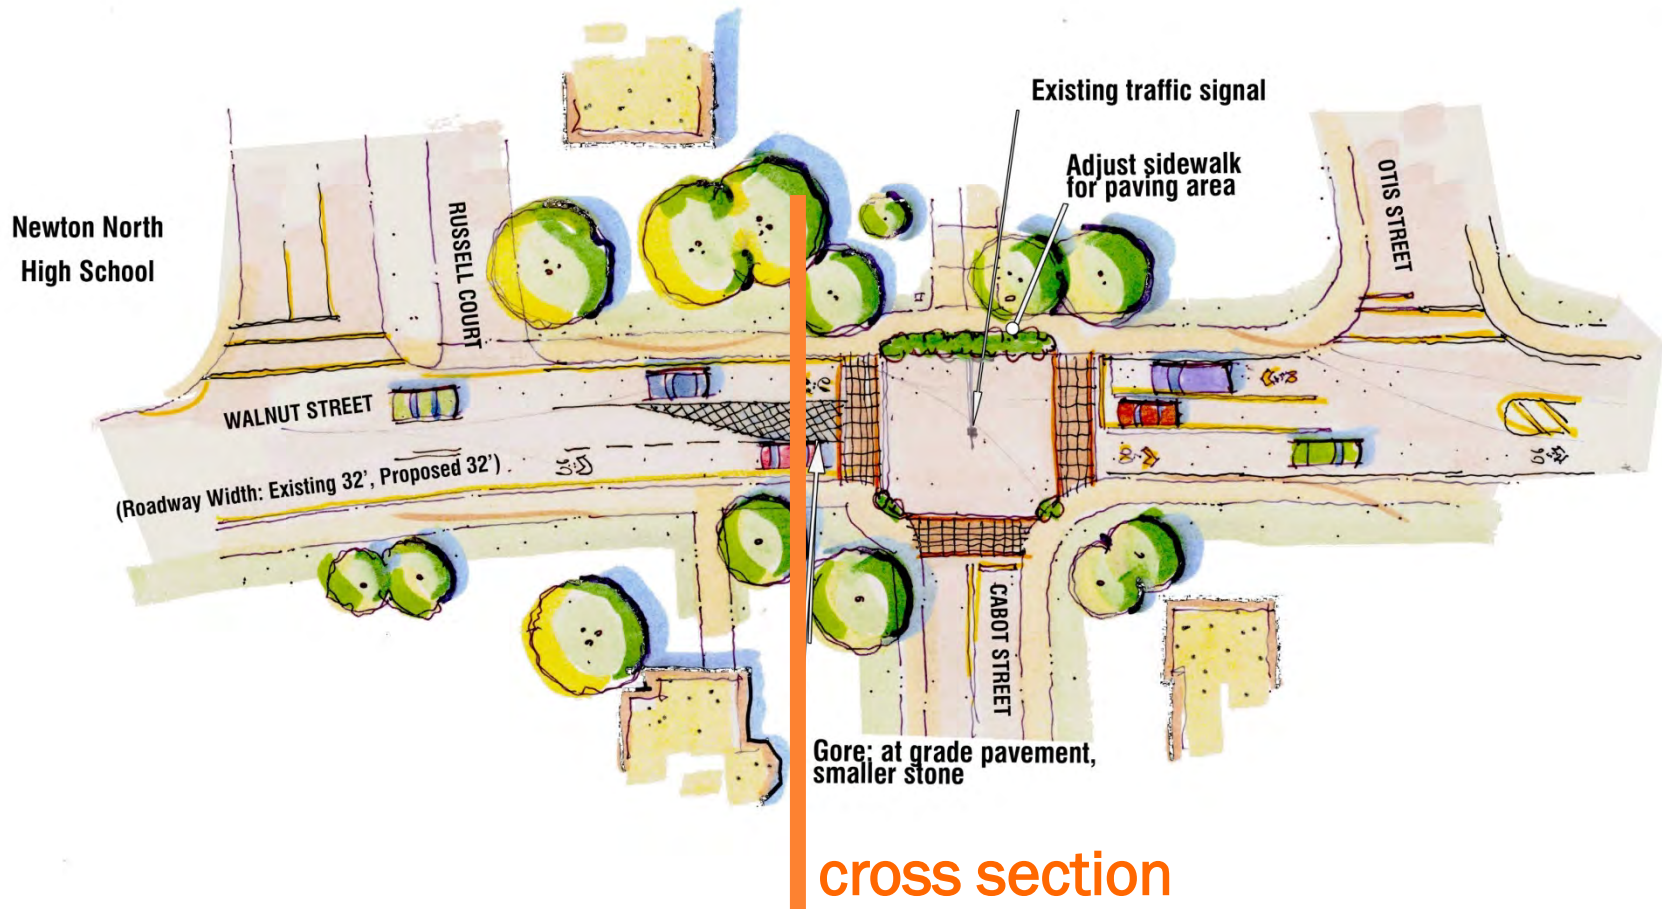 Existing traffic signal
Adjust sidewalk
for paving area
Newton North
High School
RUSSELL COURT
OTIS STREET
WALNUT STREET
(Roadway Width: Existing 32', Proposed 32')
CABOT STREET
Gore: at grade pavement,
smaller stone
cross section